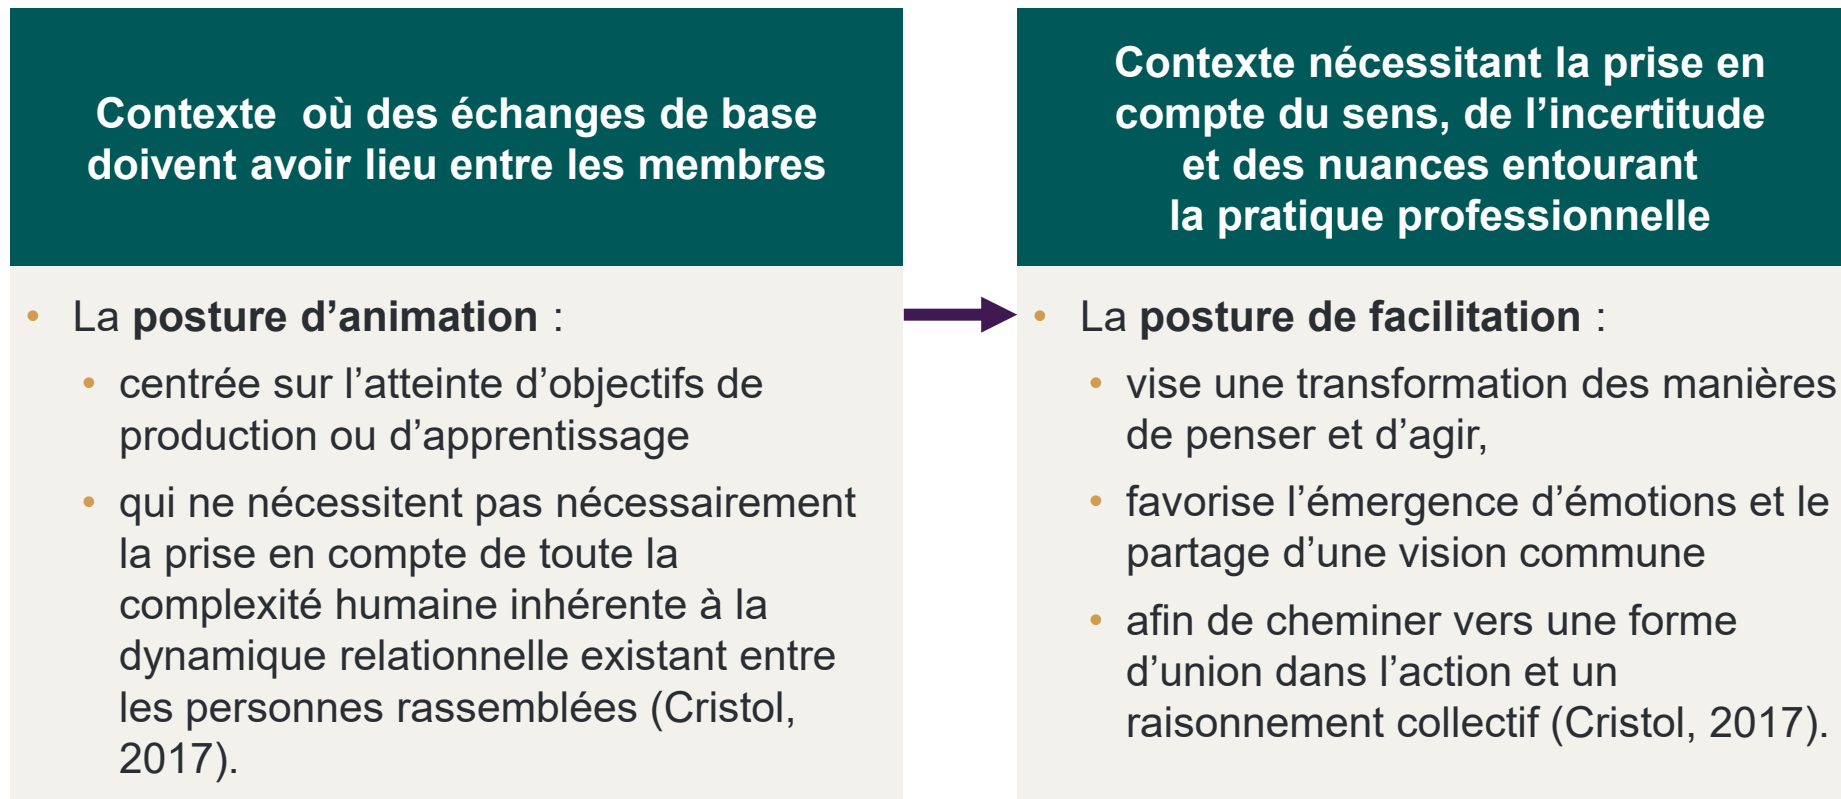 Contexte  où des échanges de base
doivent avoir lieu entre les membres
• La posture d’animation :
• centrée sur l’atteinte d’objectifs de
production ou d’apprentissage
• qui ne nécessitent pas nécessairement
la prise en compte de toute la
complexité humaine inhérente à la
dynamique relationnelle existant entre
les personnes rassemblées (Cristol,
2017).
Contexte nécessitant la prise en
compte du sens, de l’incertitude
et des nuances entourant
la pratique professionnelle
• La posture de facilitation :
• vise une transformation des manières
de penser et d’agir,
• favorise l’émergence d’émotions et le
partage d’une vision commune
• afin de cheminer vers une forme
d’union dans l’action et un
raisonnement collectif (Cristol, 2017).